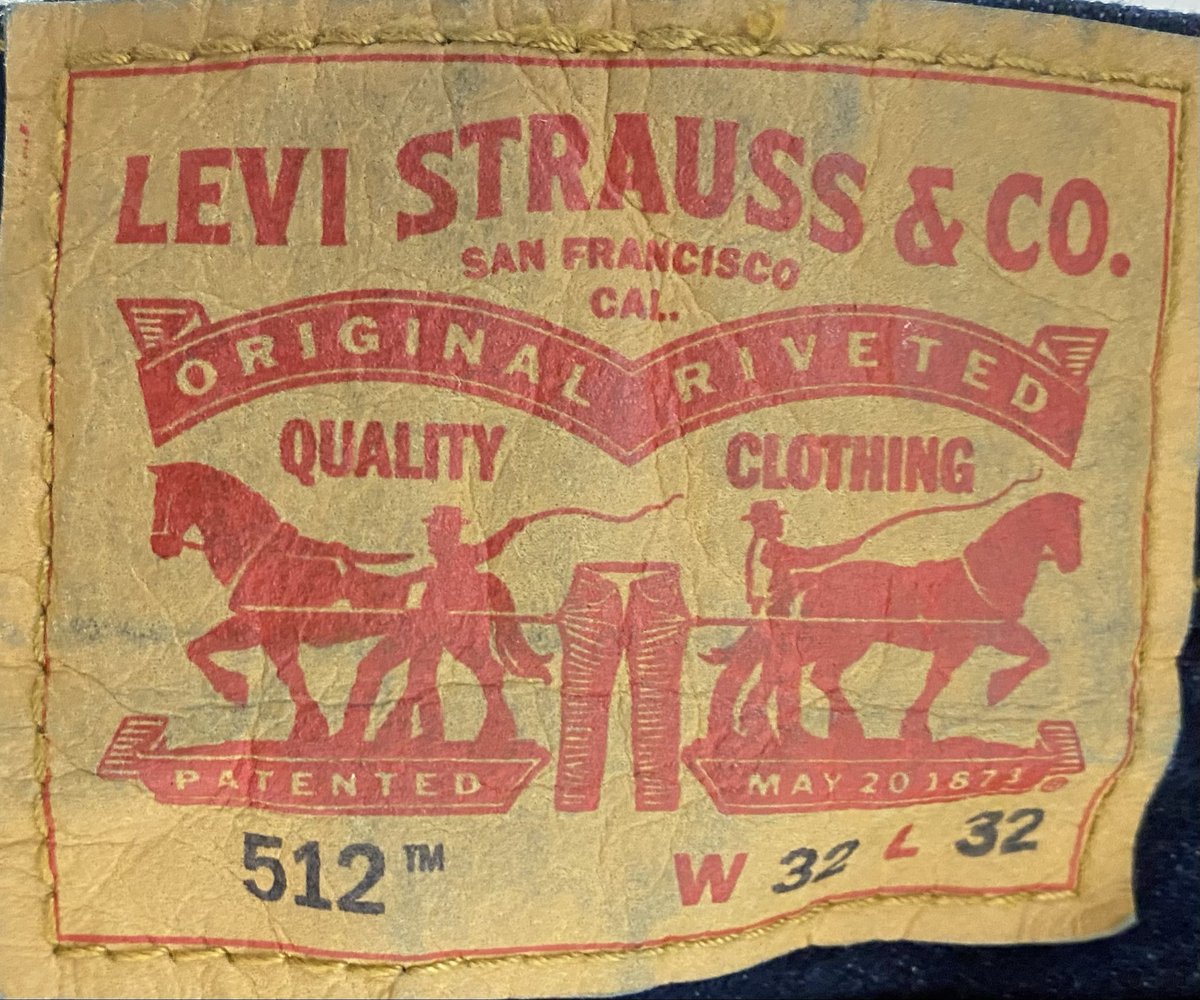 LEVI STRAUSS & CO.
SAN FRANCISCO
CAL.
ORIGINAL RIVETED
QUALITY CLOTHING
PATENTED MAY 20 1873 ®
512™ W 32 L 32